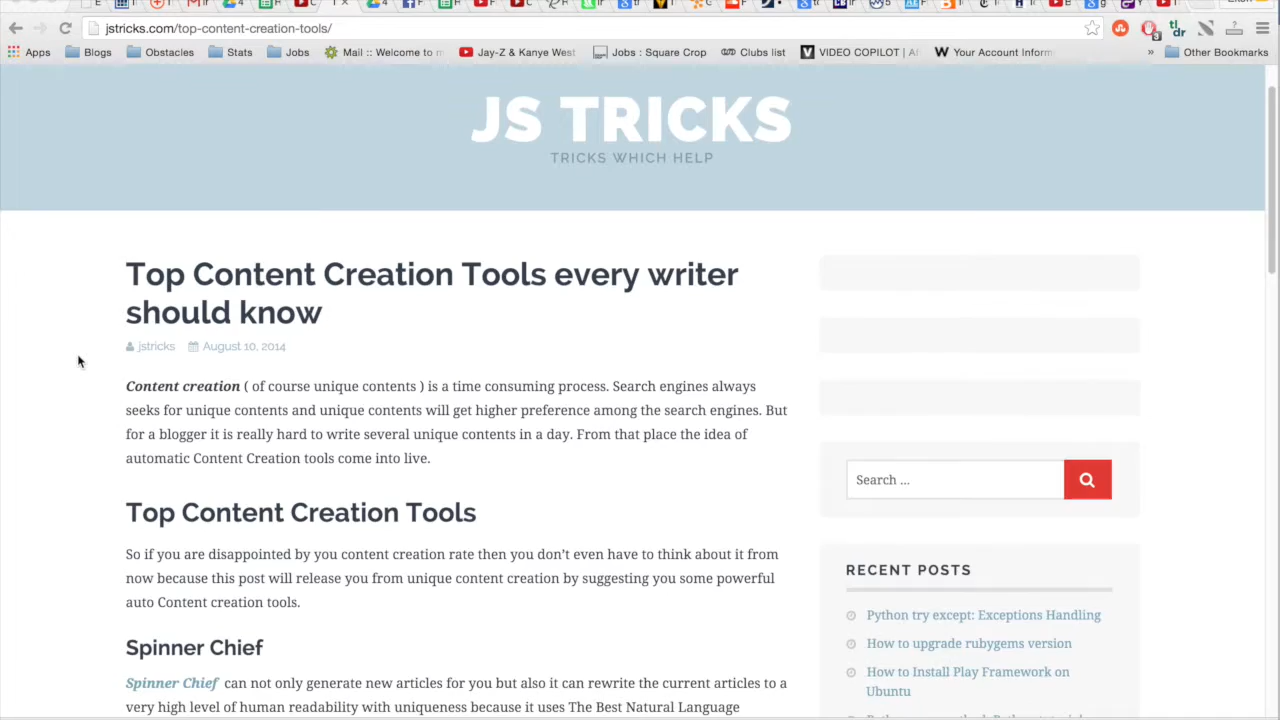 jstricks.com/top-content-creation-tools/
Apps Blogs Obstacles Stats Jobs Mail :: Welcome to Jay-Z & Kanye West Jobs : Square Crop Clubs list VIDEO COPILOT | Your Account Inform » Other Bookmarks
JS TRICKS
TRICKS WHICH HELP
Top Content Creation Tools every writer
should know
jstricks August 10, 2014
Content creation ( of course unique contents ) is a time consuming process. Search engines always
seeks for unique contents and unique contents will get higher preference among the search engines. But
for a blogger it is really hard to write several unique contents in a day. From that place the idea of
automatic Content Creation tools come into live.
Top Content Creation Tools
So if you are disappointed by you content creation rate then you don’t even have to think about it from
now because this post will release you from unique content creation by suggesting you some powerful
auto Content creation tools.
Spinner Chief
Spinner Chief can not only generate new articles for you but also it can rewrite the current articles to a
very high level of human readability with uniqueness because it uses The Best Natural Language
Search ...
RECENT POSTS
Python try except: Exceptions Handling
How to upgrade rubygems version
How to Install Play Framework on
Ubuntu